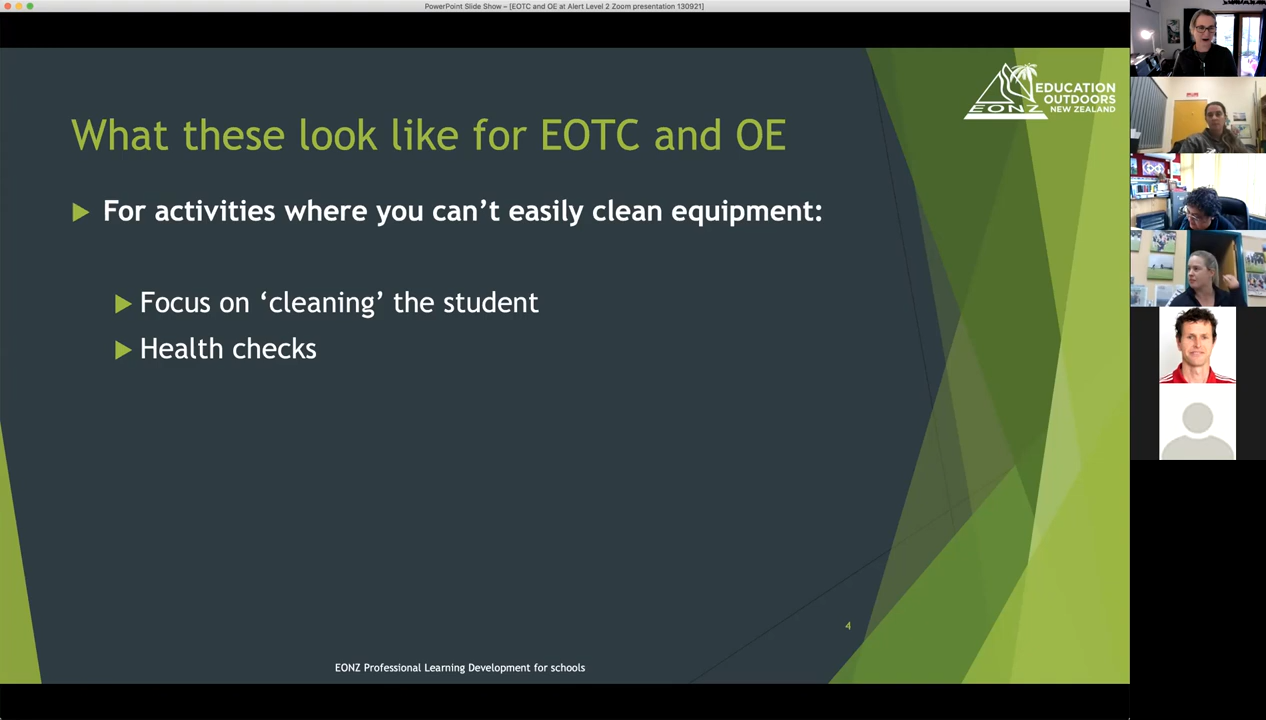 PowerPoint Slide Show – [EOTC and OE at Alert Level 2 Zoom presentation 130921]
EONZ
EDUCATION
OUTDOORS
NEW ZEALAND
What these look like for EOTC and OE
For activities where you can’t easily clean equipment:
Focus on ‘cleaning’ the student
Health checks
4
EONZ Professional Learning Development for schools